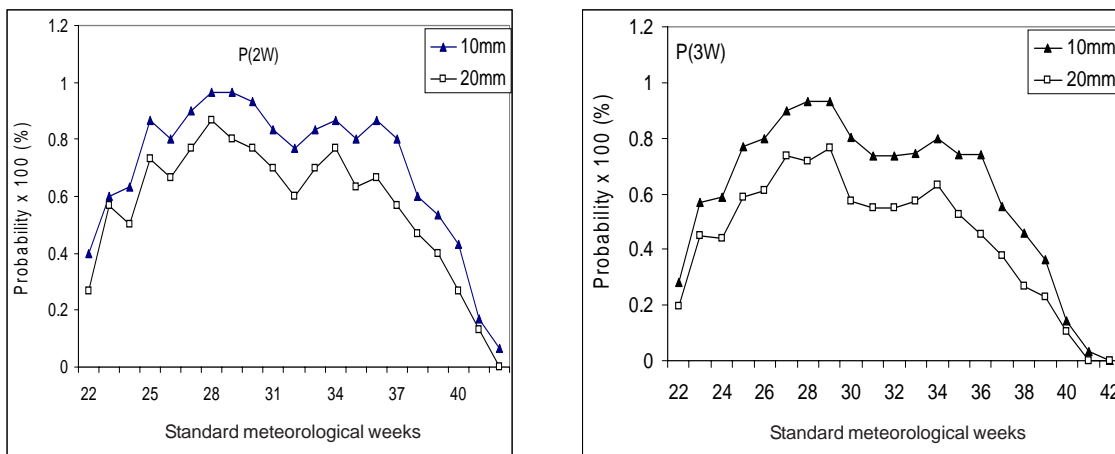 P(2W)
10mm
20mm
Probability x 100 (%)
1.2
1
0.8
0.6
0.4
0.2
0
22 25 28 31 34 37 40
Standard meteorological weeks
P(3W)
10mm
20mm
Probability x 100 (%)
1.2
1
0.8
0.6
0.4
0.2
0
22 24 26 28 30 32 34 36 38 40 42
Standard meteorological weeks